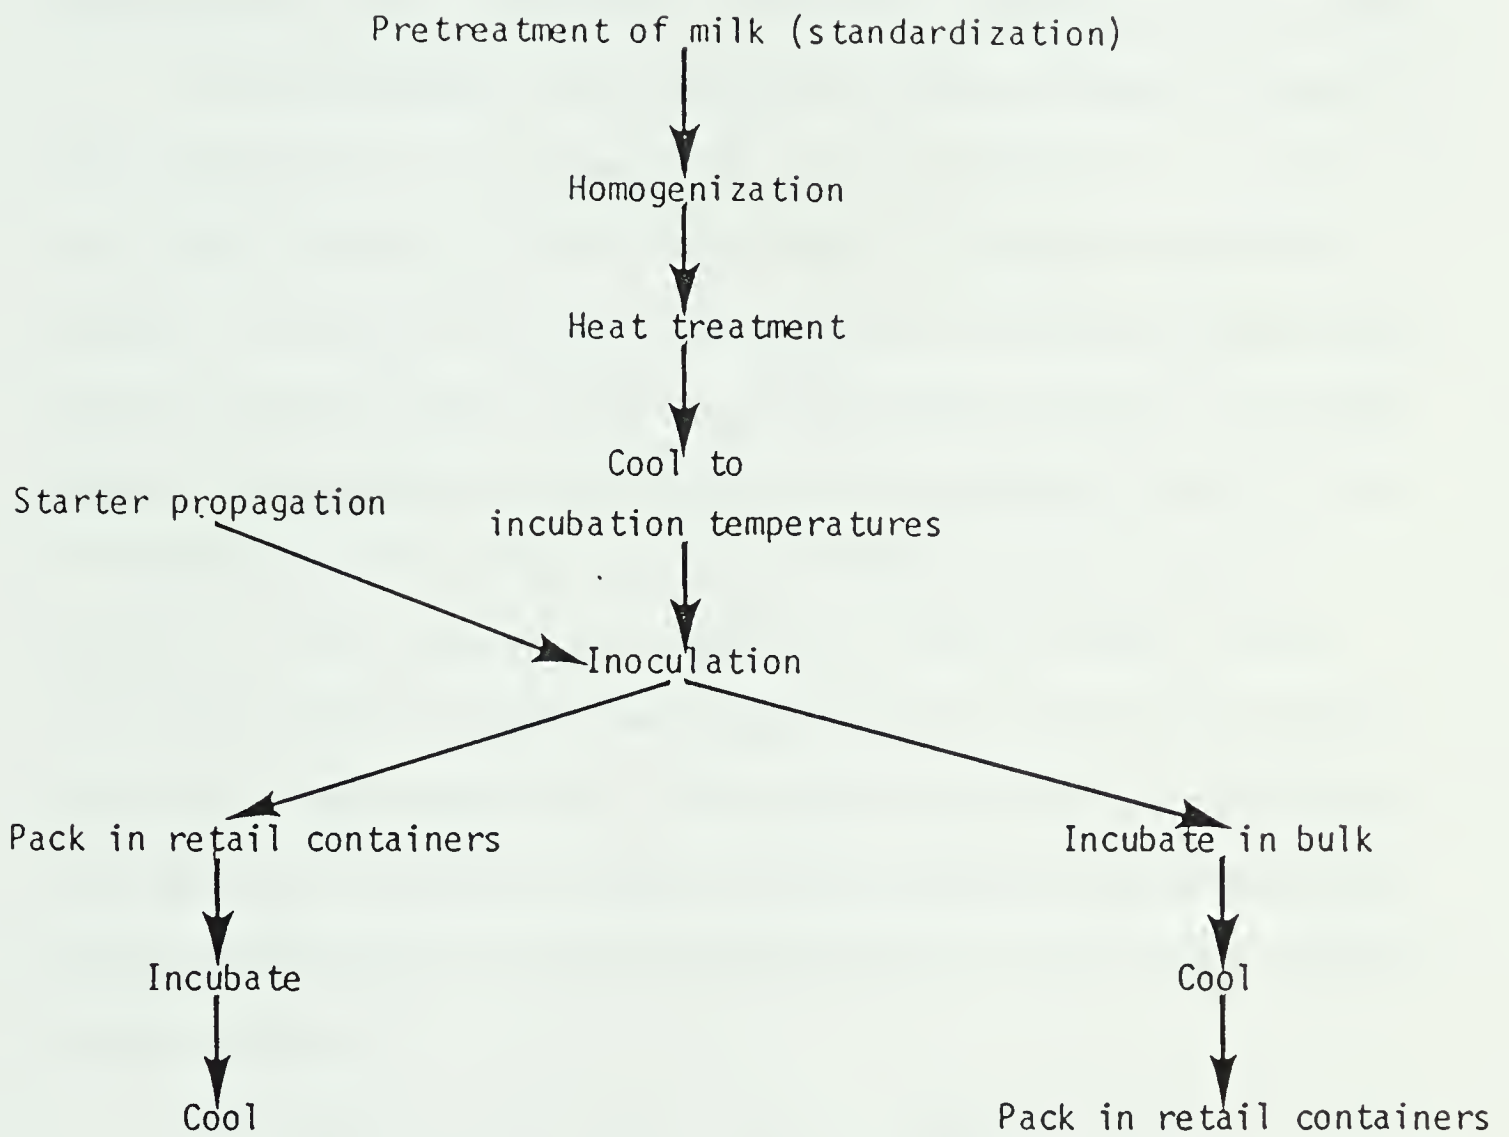 Pretreatment of milk (standardization)
Homogenization
Heat treatment
Cool to
incubation temperatures
Starter propagation
Inoculation
Pack in retail containers
Incubate
Cool
Incubate in bulk
Cool
Pack in retail containers